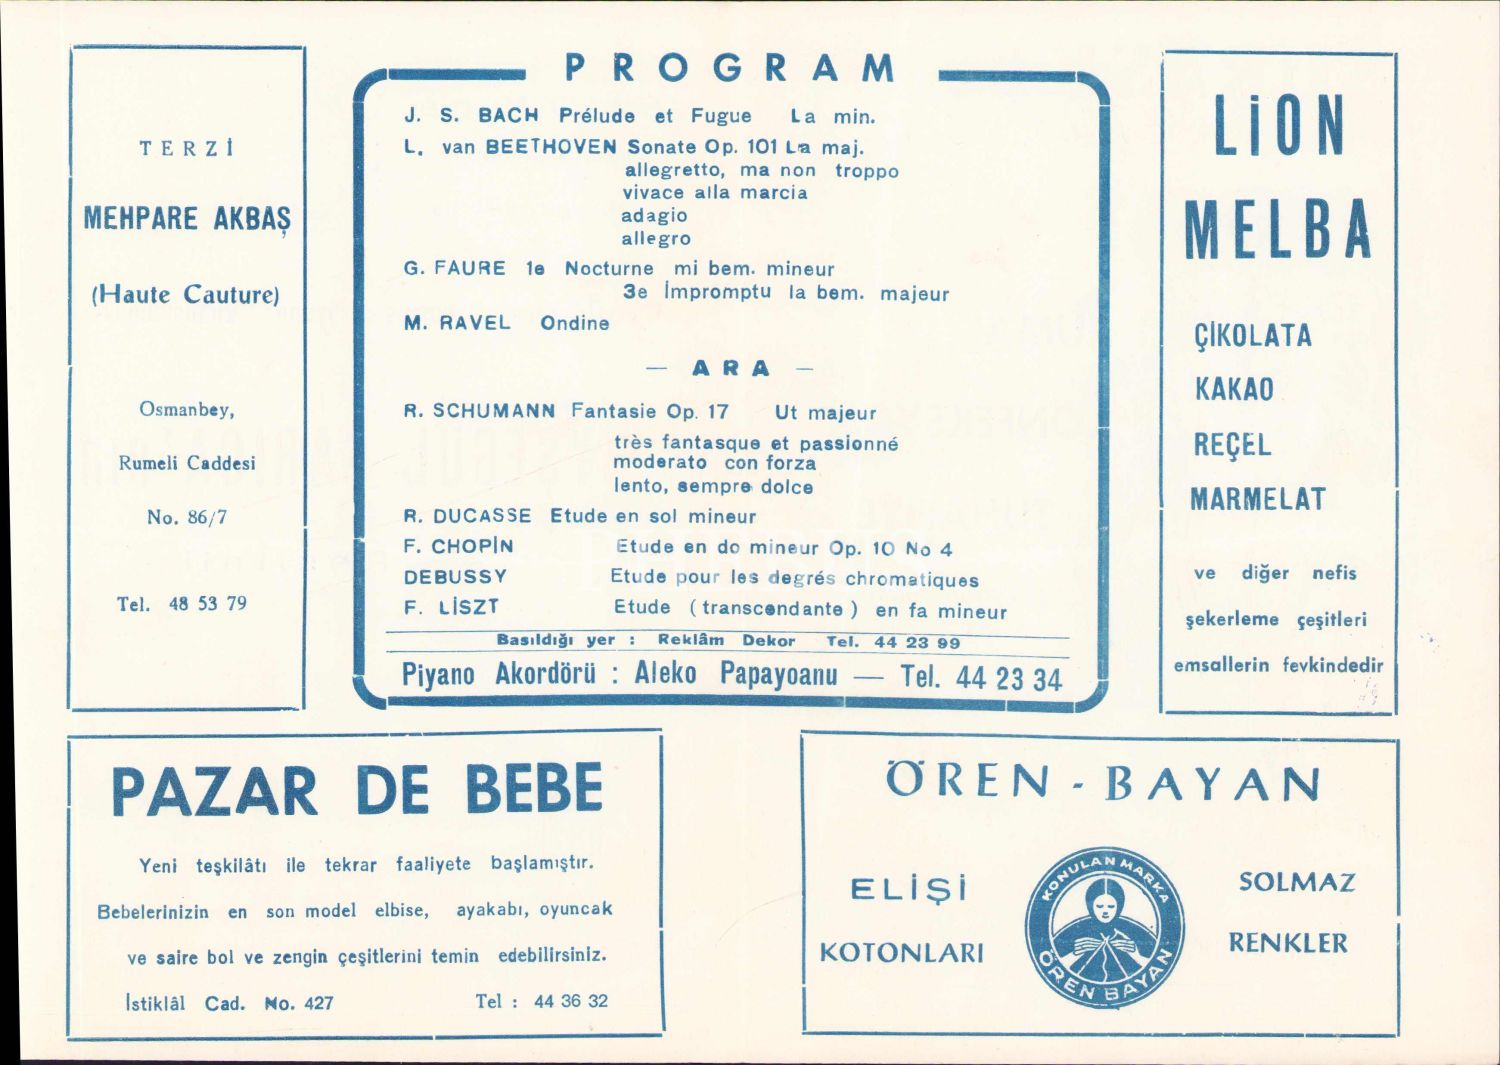 TERZİ
MEHPARE AKBAŞ
(Haute Cauture)
Osmanbey,
Rumeli Caddesi
No. 86/7
Tel. 48 53 79
PROGRAM
J. S. BACH Prélude et Fugue La min.
L. van BEETHOVEN Sonate Op. 101 La maj.
allegretto, ma non troppo
vivace alla marcia
adagio
allegro
G. FAURE 1e Nocturne mi bem. mineur
3e İmpromptu la bem. majeur
M. RAVEL Ondine
— ARA —
R. SCHUMANN Fantasie Op. 17 Ut majeur
très fantasque et passionné
moderato con forza
lento, sempre dolce
R. DUCASSE Etude en sol mineur
F. CHOPİN Etude en do mineur Op. 10 No 4
DEBUSSY Etude pour les degrés chromatiques
F. LİSZT Etude (transcendante) en fa mineur
Basıldığı yer : Reklâm Dekor Tel. 44 23 99
Piyano Akordörü : Aleko Papayoanu — Tel. 44 23 34
LİON
MELBA
ÇİKOLATA
KAKAO
REÇEL
MARMELAT
ve diğer nefis
şekerleme çeşitleri
emsallerin fevkindedir
PAZAR DE BEBE
Yeni teşkilâtı ile tekrar faaliyete başlamıştır.
Bebelerinizin en son model elbise, ayakabı, oyuncak
ve saire bol ve zengin çeşitlerini temin edebilirsiniz.
İstiklâl Cad. No. 427 Tel : 44 36 32
ÖREN - BAYAN
ELİŞİ
KOTONLARI
KONULAN MARKA
ÖREN BAYAN
SOLMAZ
RENKLER